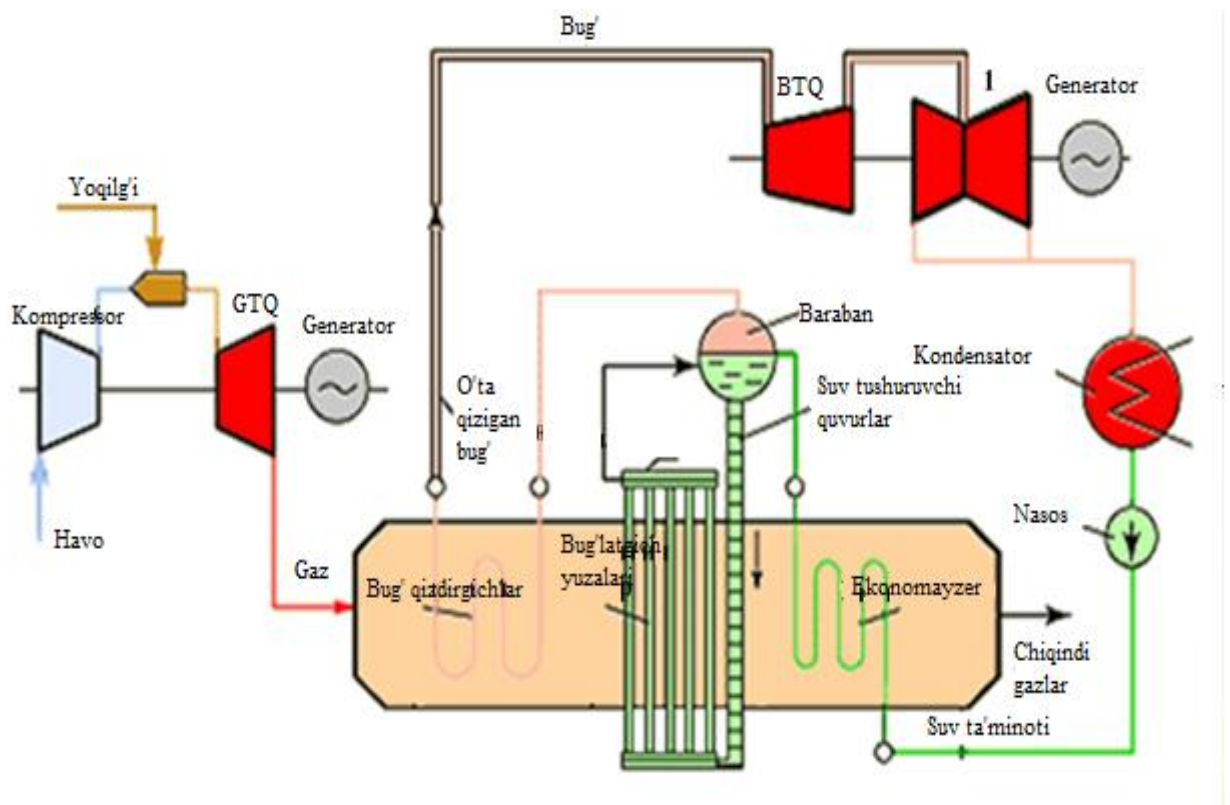 Bug'
BTQ
1
Generator
Yoqilg'i
GTQ
Kompressor
Generator
Baraban
Kondensator
O'ta
qizigan
bug'
Suv tushuruvchi
quvurlar
Havo
Nasos
Gaz
Bug' qizdirgichlar
Bug'latgich
yuzalari
Ekonomayzer
Chiqindi
gazlar
Suv ta'minoti